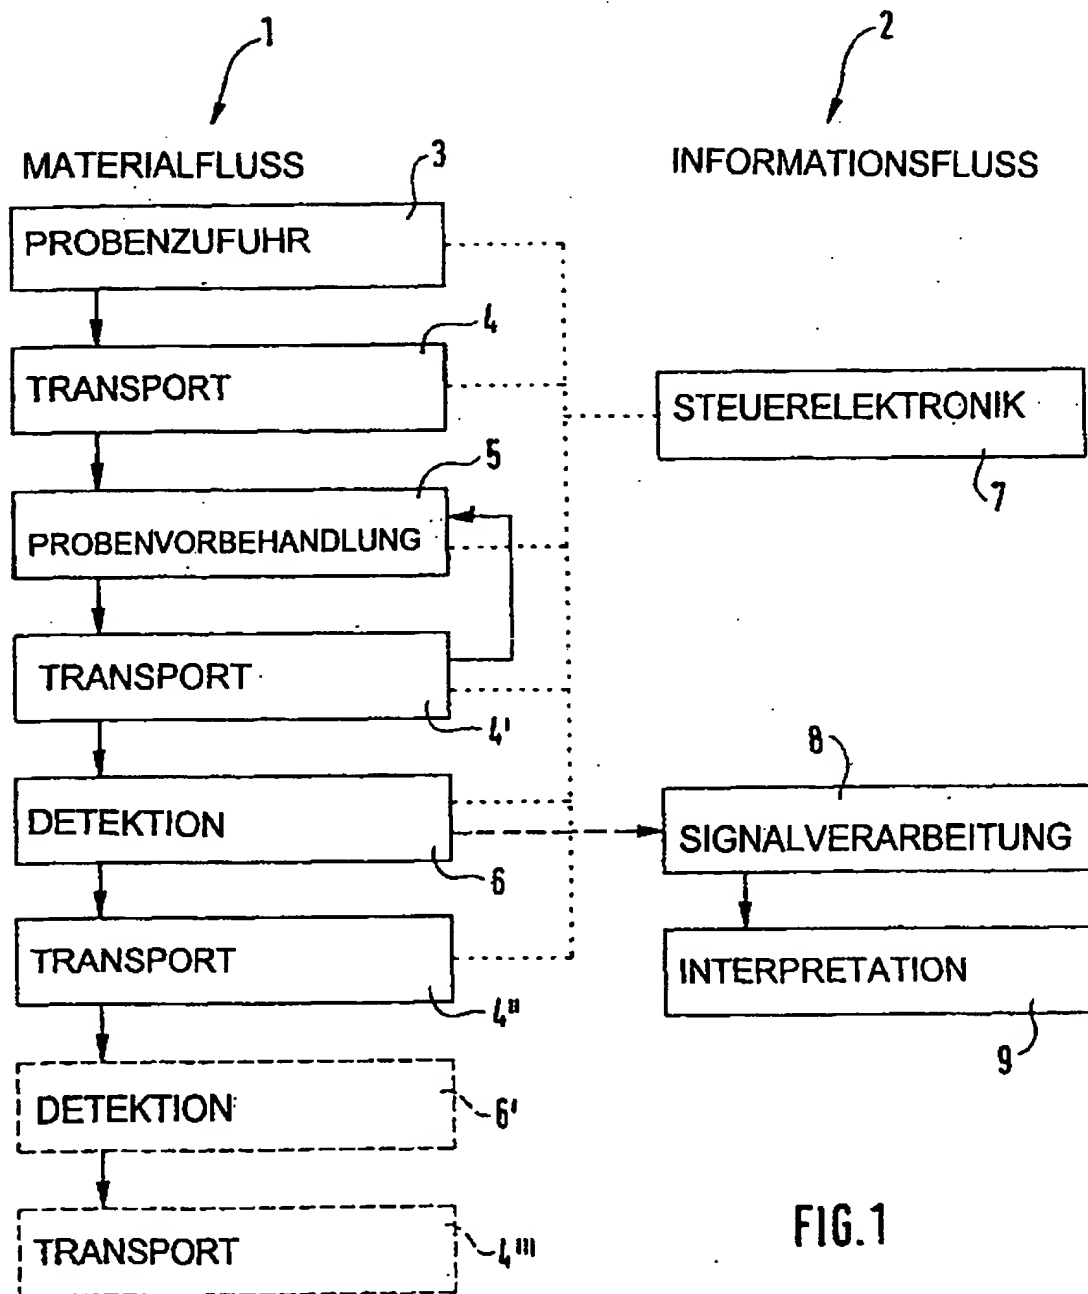 1
2
MATERIALFLUSS
3
INFORMATIONSFLUSS
PROBENZUFUHR
4
TRANSPORT
STEUERELEKTRONIK
7
5
PROBENVORBEHANDLUNG
TRANSPORT
4'
8
DETEKTION
6
SIGNALVERARBEITUNG
TRANSPORT
4''
INTERPRETATION
9
DETEKTION
6'
TRANSPORT
4'''
FIG.1